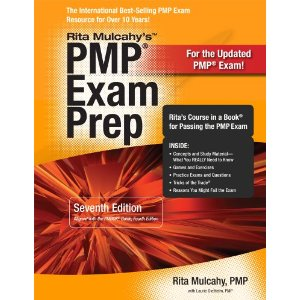 The International Best-Selling PMP Exam
Resource for Over 10 Years!
Rita Mulcahy's™
PMP®
Exam
Prep
For the Updated
PMP® Exam!
Rita's Course in a Book®
for Passing the PMP Exam
INSIDE:
• Concepts and Study Material—
What You REALLY Need to Know
• Games and Exercises
• Practice Exams and Questions
• Tricks of the Trade®
• Reasons You Might Fail the Exam
Seventh Edition
Aligned with the PMBOK® Guide, Fourth Edition
Rita Mulcahy, PMP
with Laurie